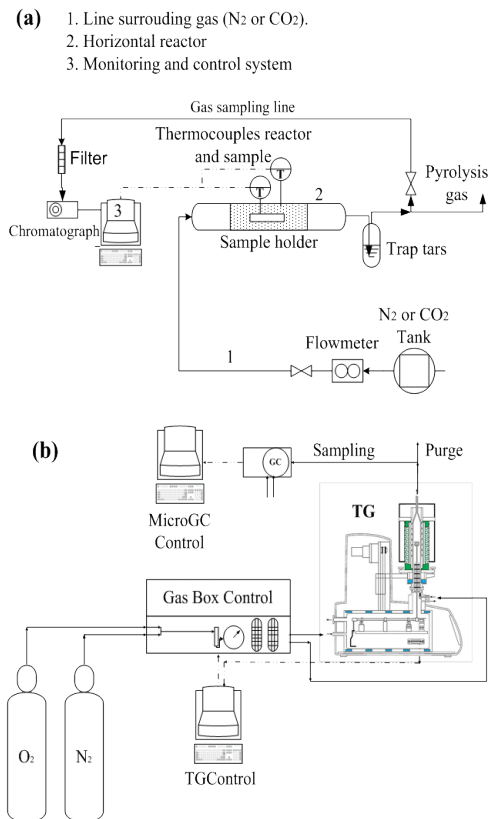 (a)
1. Line surrouding gas (N2 or CO2).
2. Horizontal reactor
3. Monitoring and control system
Gas sampling line
Thermocouples reactor
and sample
Filter
Pyrolysis
gas
T
T
2
3
Chromatograph
Sample holder
Trap tars
N2 or CO2
Tank
Flowmeter
1
(b)
Sampling
Purge
GC
MicroGC
Control
TG
Gas Box Control
O2
N2
TGControl